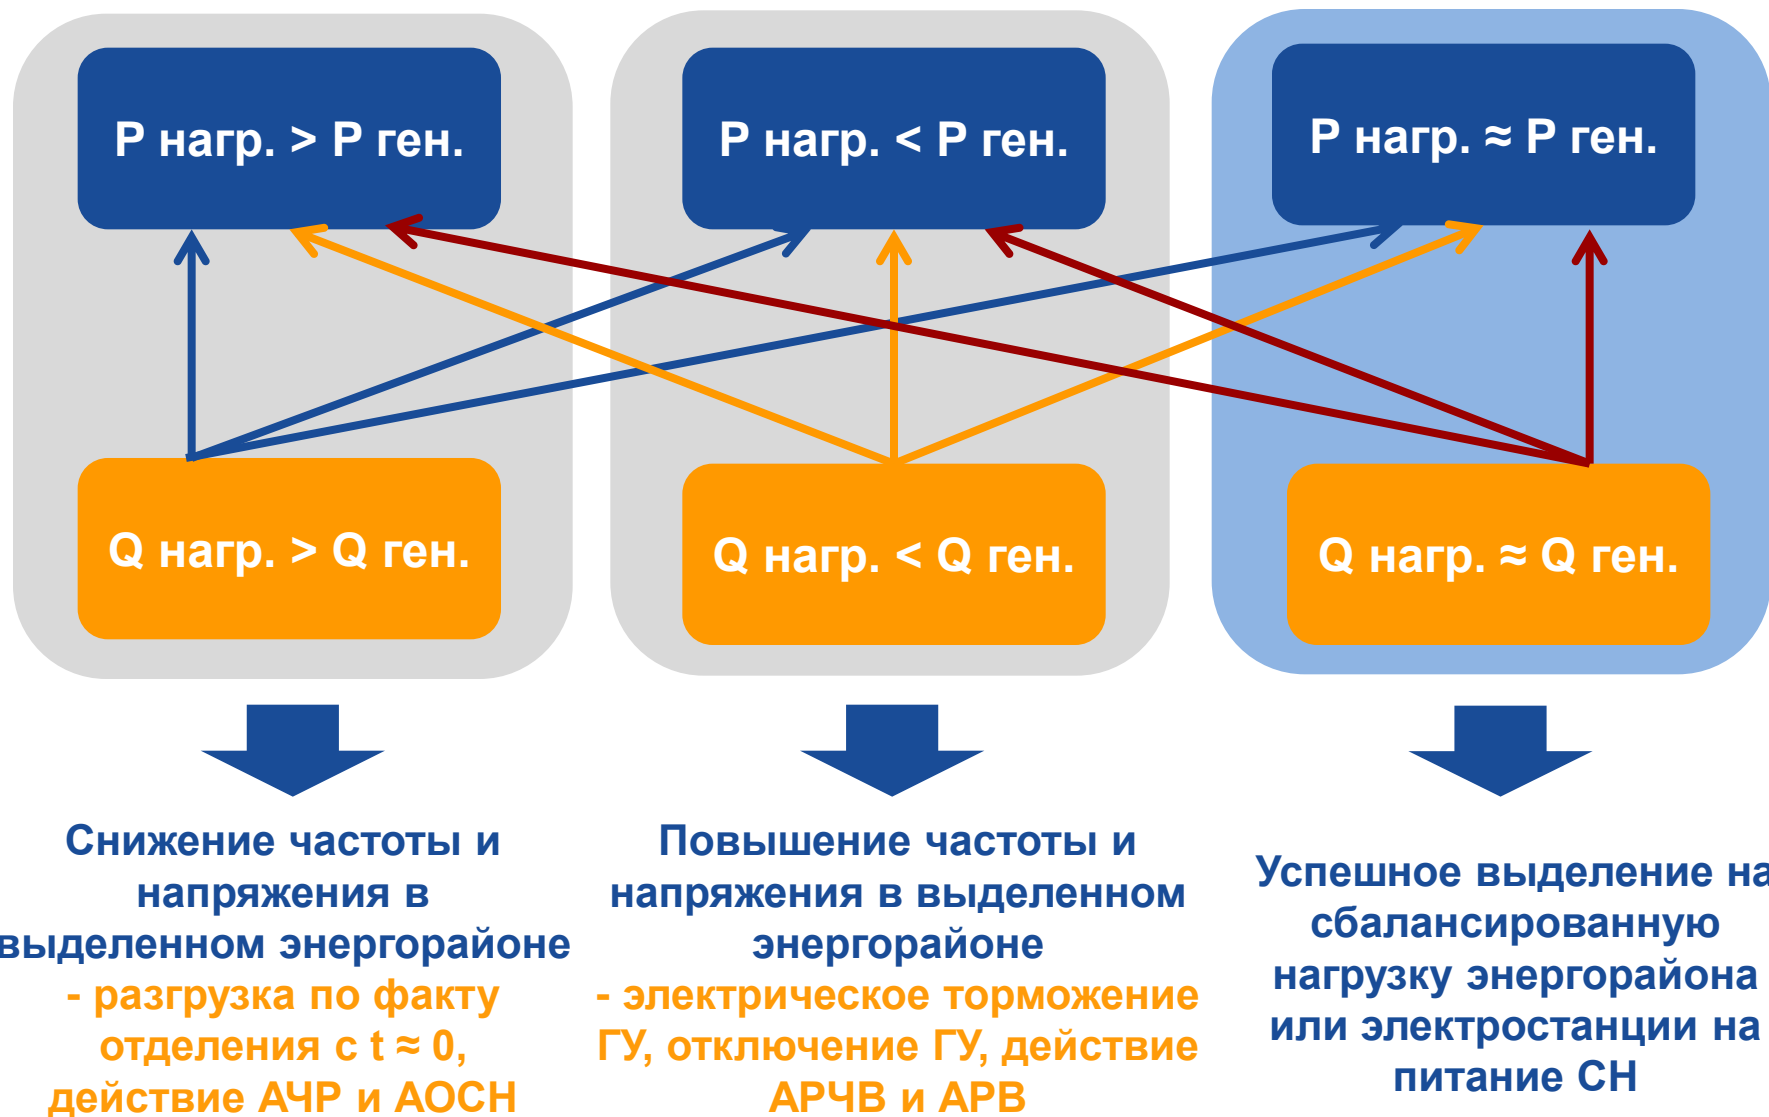 P нагр. > P ген.
P нагр. < P ген.
P нагр. ≈ P ген.
Q нагр. > Q ген.
Q нагр. < Q ген.
Q нагр. ≈ Q ген.
Снижение частоты и
напряжения в
выделенном энергорайоне
- разгрузка по факту
отделения с t ≈ 0,
действие АЧР и АОСН
Повышение частоты и
напряжения в выделенном
энергорайоне
- электрическое торможение
ГУ, отключение ГУ, действие
АРЧВ и АРВ
Успешное выделение на
сбалансированную
нагрузку энергорайона
или электростанции на
питание СН